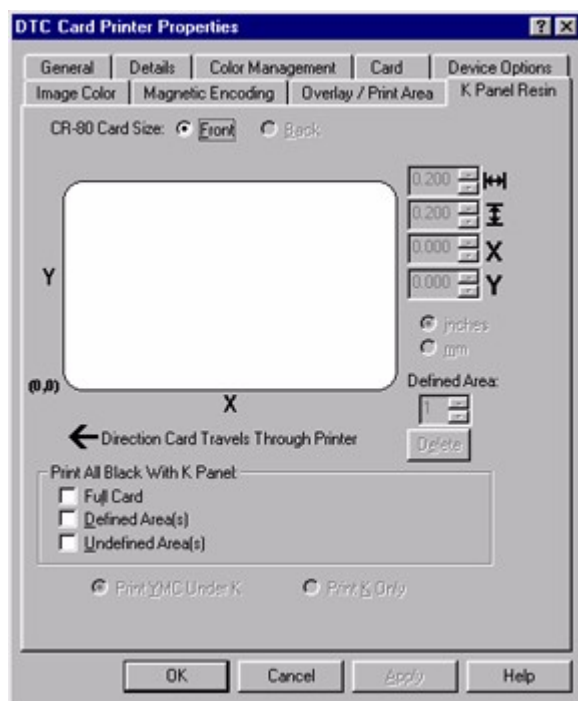 DTC Card Printer Properties
General Details Color Management Card Device Options
Image Color Magnetic Encoding Overlay / Print Area K Panel Resin
CR-80 Card Size: Front Back
0.200
0.200
0.000 X
Y 0.000 Y
inches
mm
(0,0) Defined Area:
X 1
Direction Card Travels Through Printer Delete
Print All Black With K Panel:
Full Card
Defined Area(s)
Undefined Area(s)
Print YMC Under K Print K Only
OK Cancel Apply Help